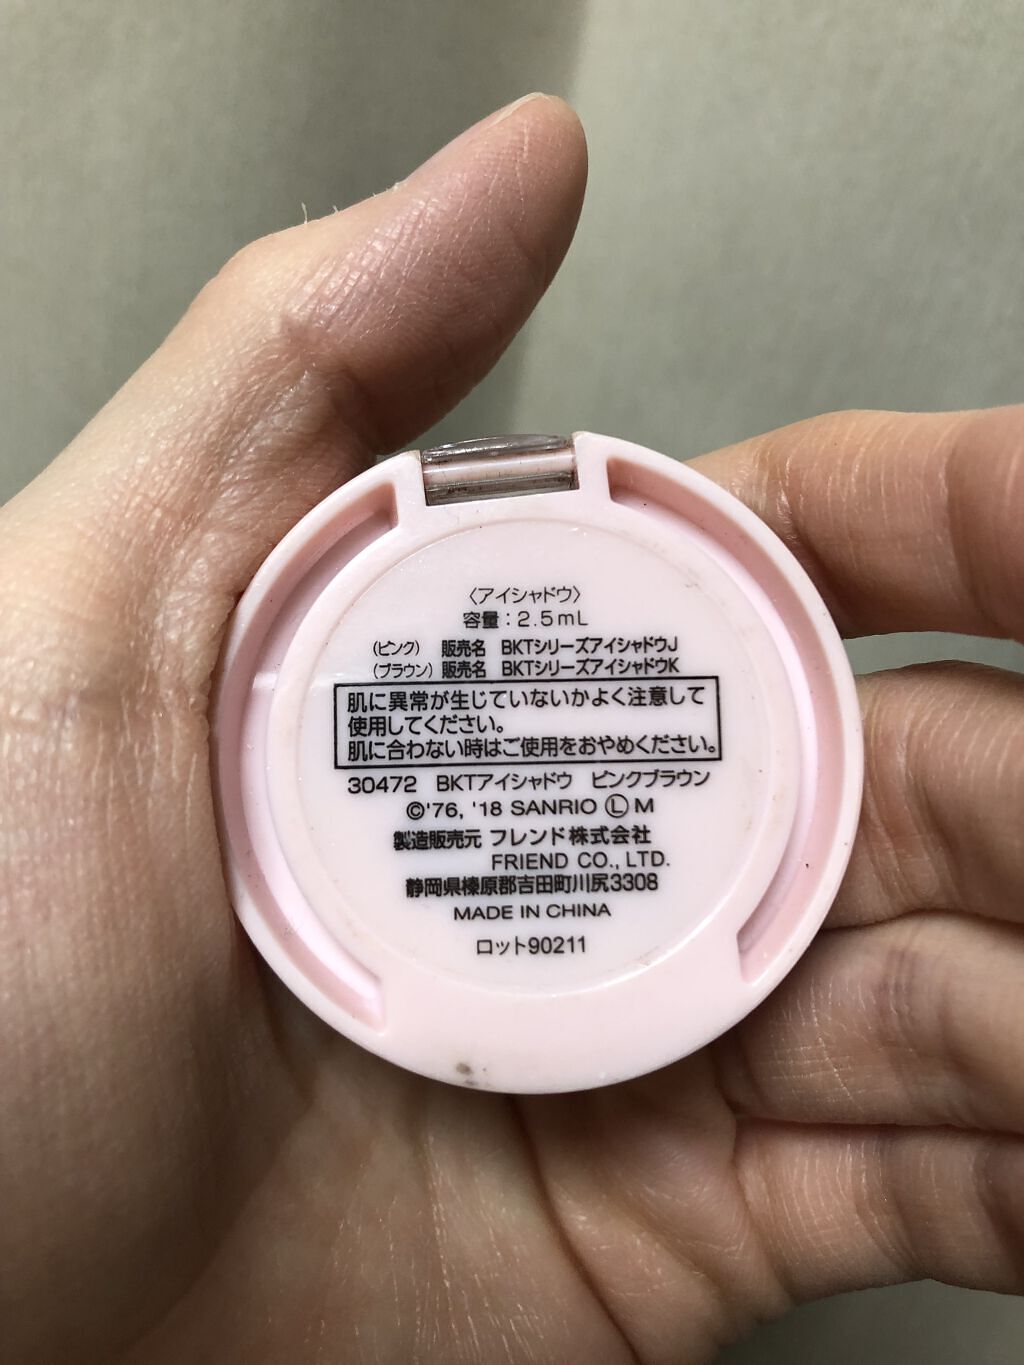 〈アイシャドウ〉
容量：2.5mL
(ピンク) 販売名 BKTシリーズアイシャドウJ
(ブラウン) 販売名 BKTシリーズアイシャドウK
肌に異常が生じていないかよく注意して
使用してください。
肌に合わない時はご使用をおやめください。
30472 BKTアイシャドウ ピンクブラウン
©'76, '18 SANRIO Ⓛ M
製造販売元 フレンド株式会社
FRIEND CO., LTD.
静岡県榛原郡吉田町川尻3308
MADE IN CHINA
ロット90211